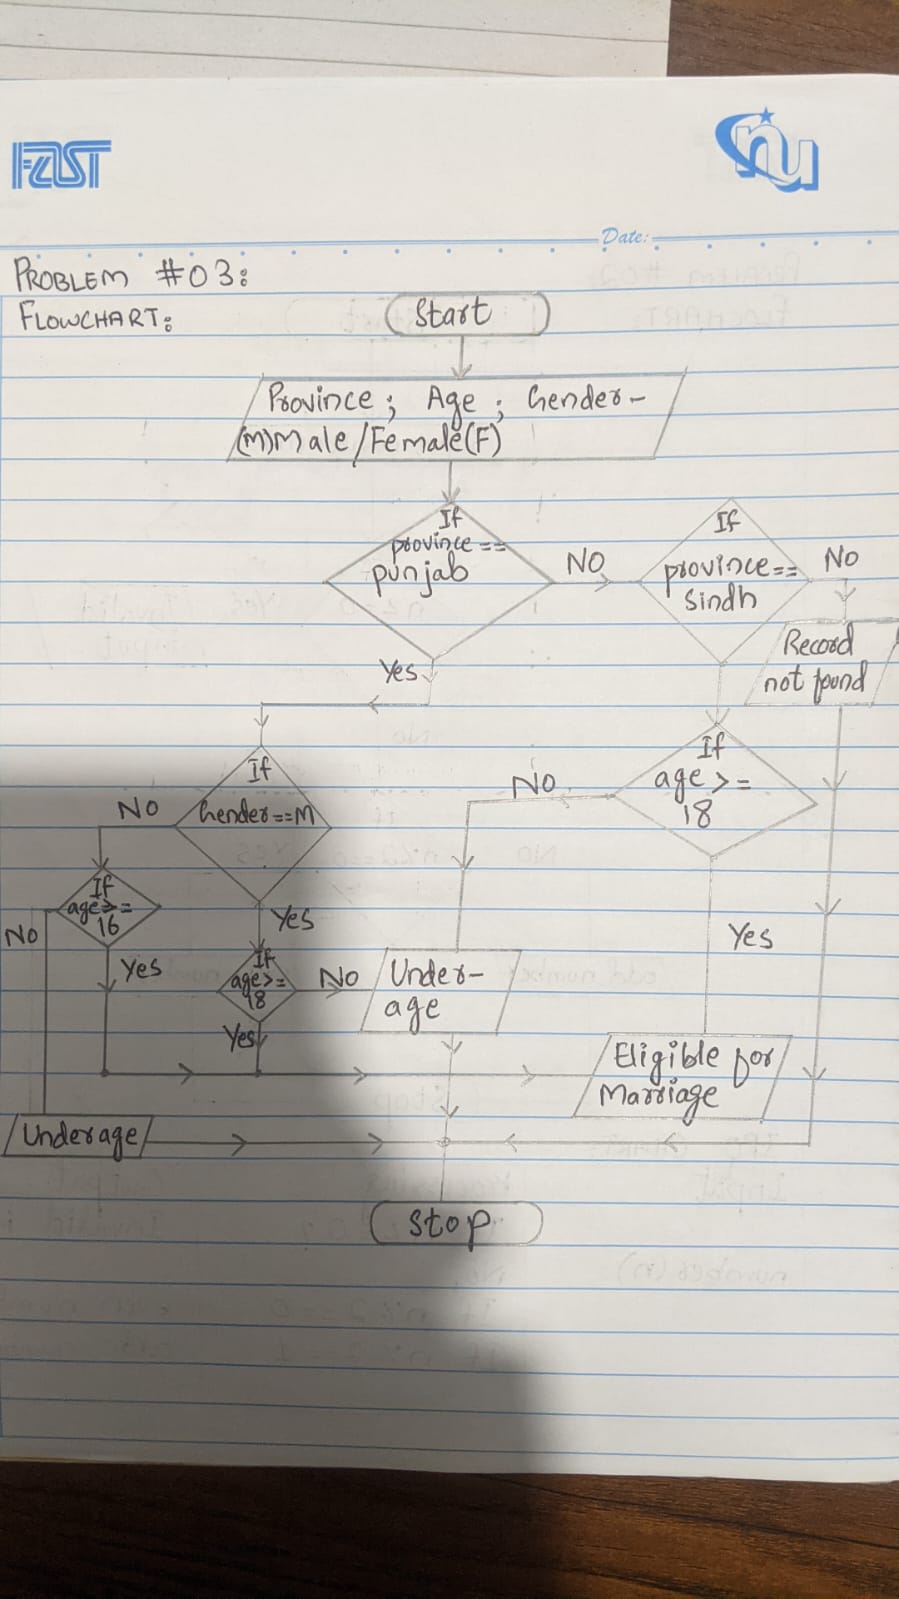 FAST
nu
Date:
PROBLEM #03:
FLOWCHART:
Start
Province; Age; Gender-
(M)Male/Female(F)
If
province==
punjab
NO
If
province==
sindh
No
Record
not found
Yes
If
Gender==M
NO
If
age>=
16
No
Yes
Yes
If
age>=
18
No
Yes
Under-
age
If
age>=
18
No
Yes
Eligible for
Marriage
Underage
Stop